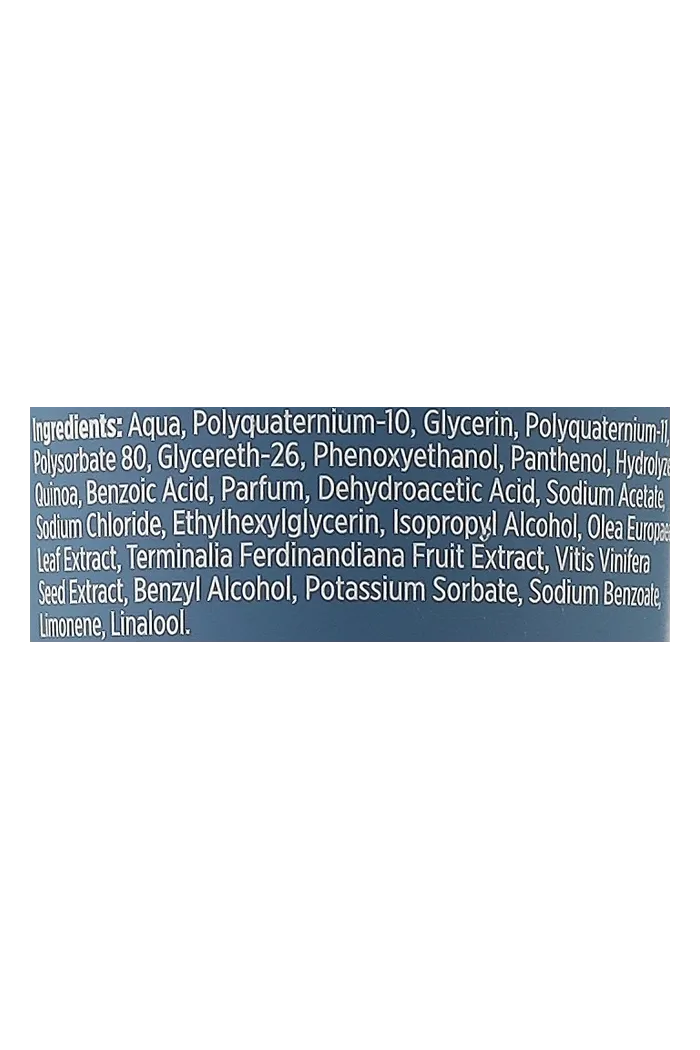 Ingredients: Aqua, Polyquaternium-10, Glycerin, Polyquaternium-11,
Polysorbate 80, Glycereth-26, Phenoxyethanol, Panthenol, Hydrolyze
Quinoa, Benzoic Acid, Parfum, Dehydroacetic Acid, Sodium Acetate,
Sodium Chloride, Ethylhexylglycerin, Isopropyl Alcohol, Olea Europae
Leaf Extract, Terminalia Ferdinandiana Fruit Extract, Vitis Vinifera
Seed Extract, Benzyl Alcohol, Potassium Sorbate, Sodium Benzoate,
Limonene, Linalool.